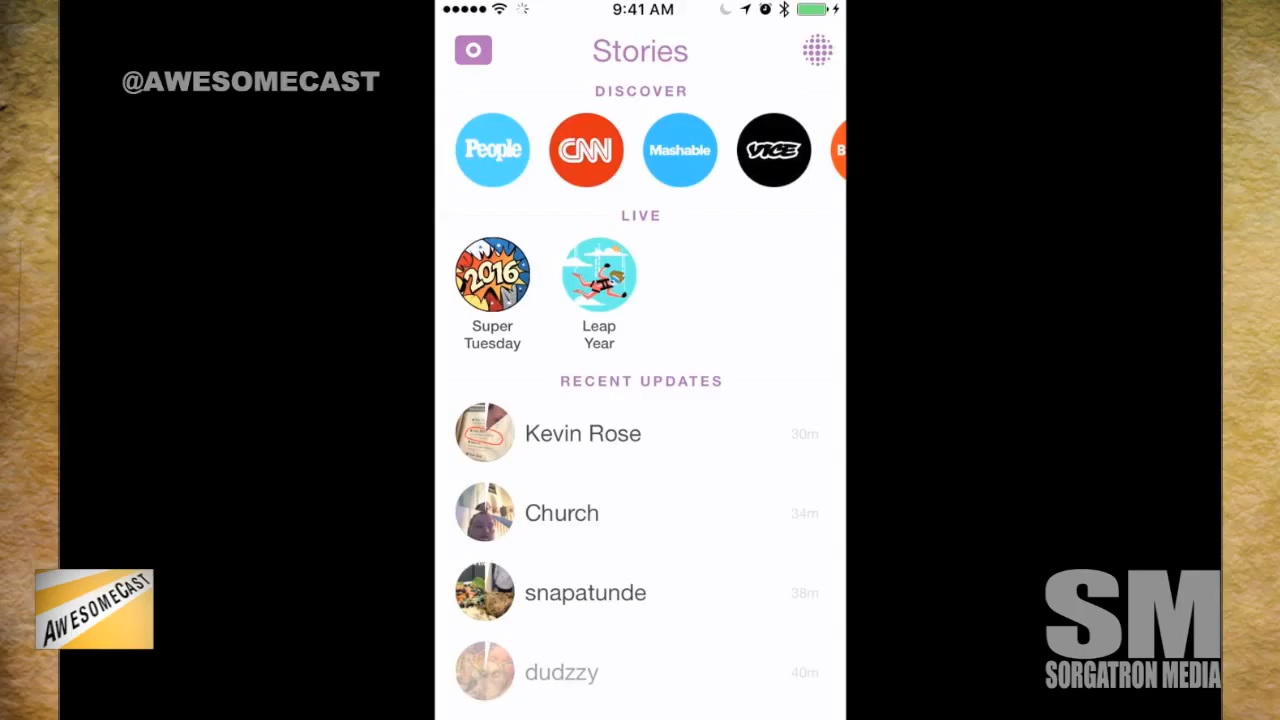 9:41 AM
@AWESOMECAST
Stories
DISCOVER
People
CNN
Mashable
VICE
B
LIVE
2016
Super
Tuesday
Leap
Year
RECENT UPDATES
Kevin Rose
30m
Church
34m
snapatunde
38m
dudzzy
40m
AWESOMECAST
SM
SORGATRON MEDIA